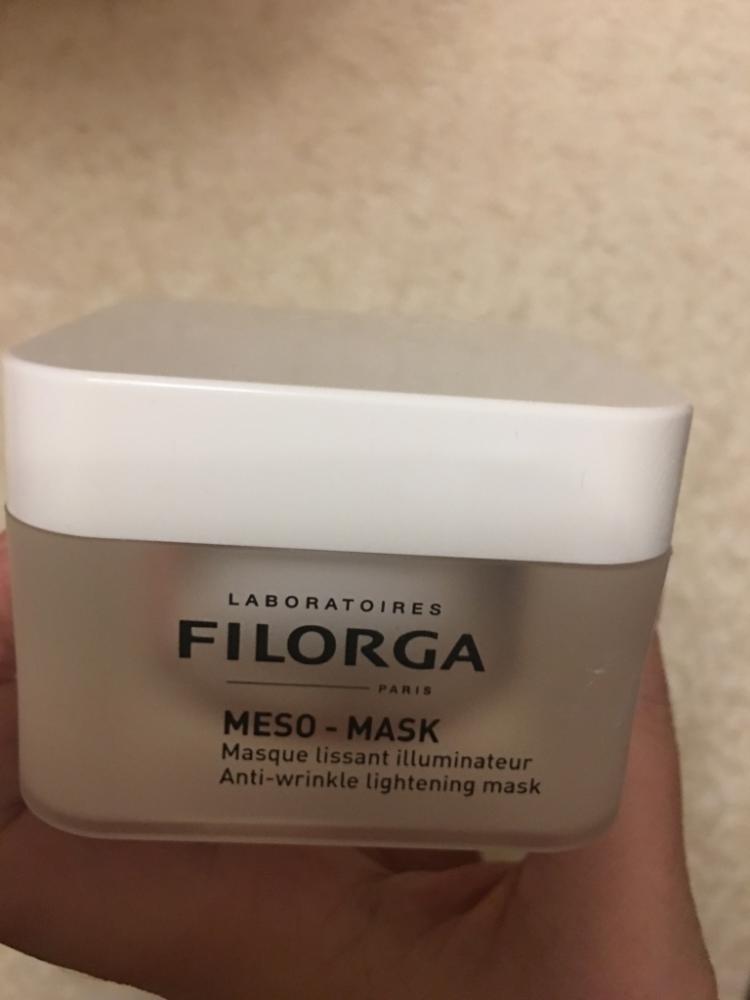 LABORATOIRES
FILORGA
PARIS
MESO - MASK
Masque lissant illuminateur
Anti-wrinkle lightening mask